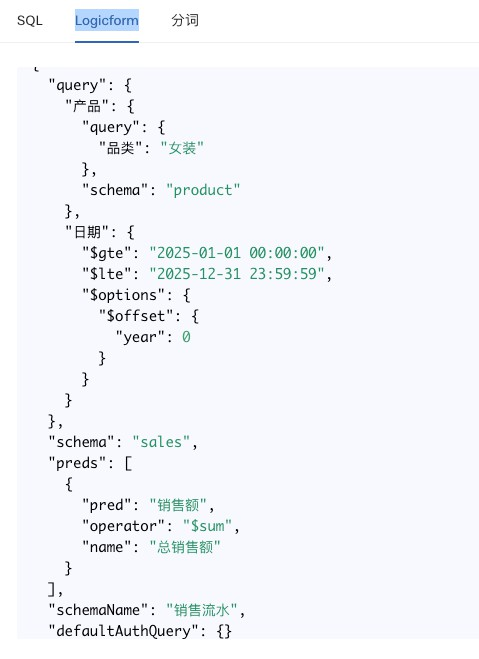 SQL Logicform 分词
{
"query": {
"产品": {
"query": {
"品类": "女装"
},
"schema": "product"
},
"日期": {
"$gte": "2025-01-01 00:00:00",
"$lte": "2025-12-31 23:59:59",
"$options": {
"$offset": {
"year": 0
}
}
}
},
"schema": "sales",
"preds": [
{
"pred": "销售额",
"operator": "$sum",
"name": "总销售额"
}
],
"schemaName": "销售流水",
"defaultAuthQuery": {}